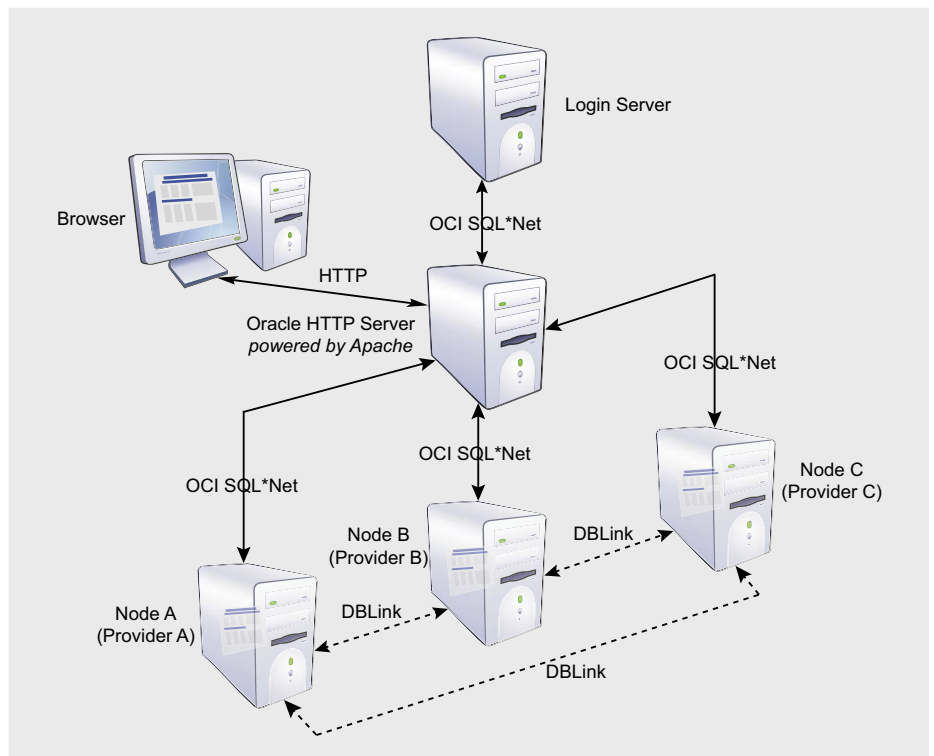 Login Server
Browser
OCI SQL*Net
HTTP
Oracle HTTP Server
powered by Apache
OCI SQL*Net
OCI SQL*Net
OCI SQL*Net
Node C
(Provider C)
Node B
(Provider B)
DBLink
Node A
(Provider A)
DBLink
DBLink